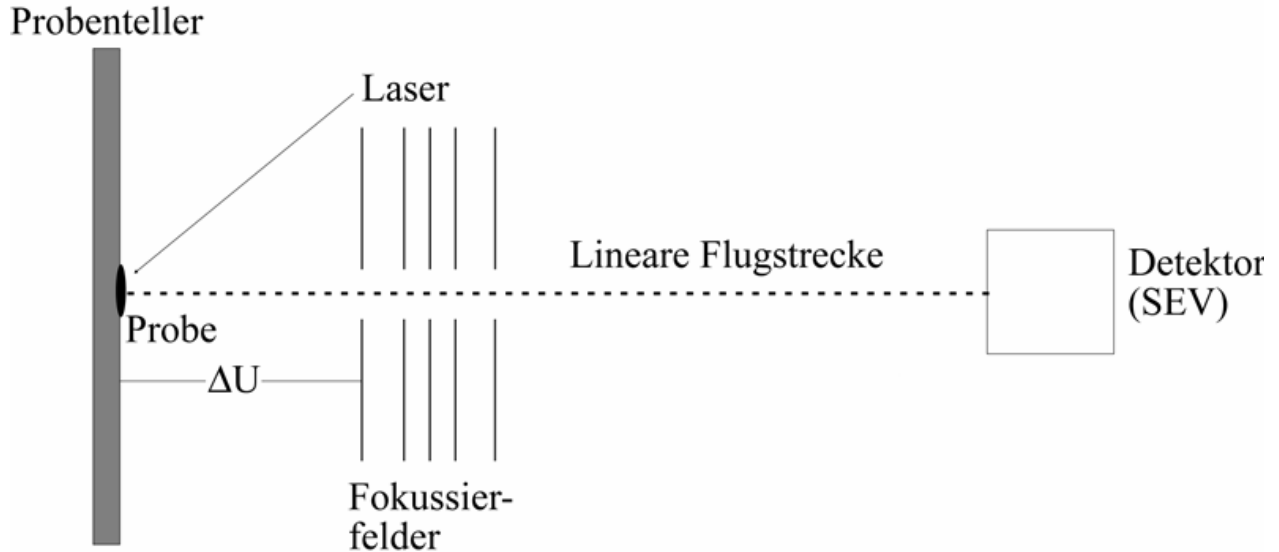 Probenteller
Laser
Lineare Flugstrecke
Detektor
(SEV)
Probe
ΔU
Fokussier-
felder